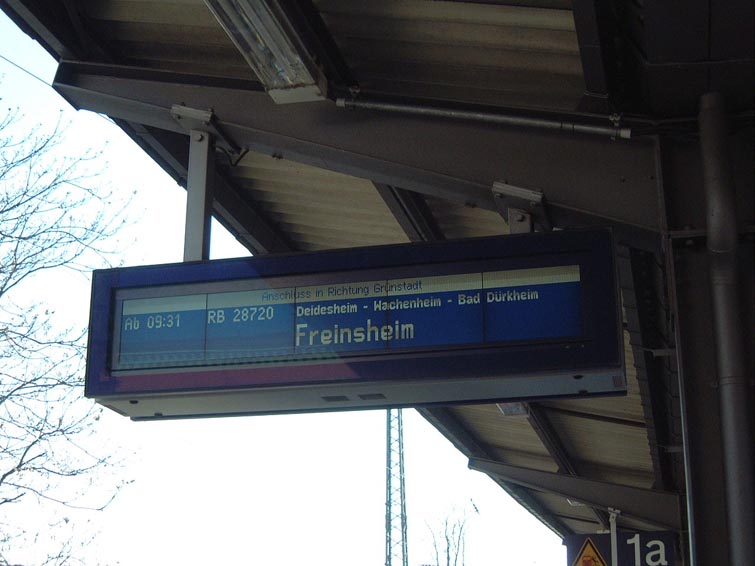 Anschluss in Richtung Grünstadt
Ab 09:31 RB 28720 Deidesheim - Wachenheim - Bad Dürkheim
Freinsheim
1a